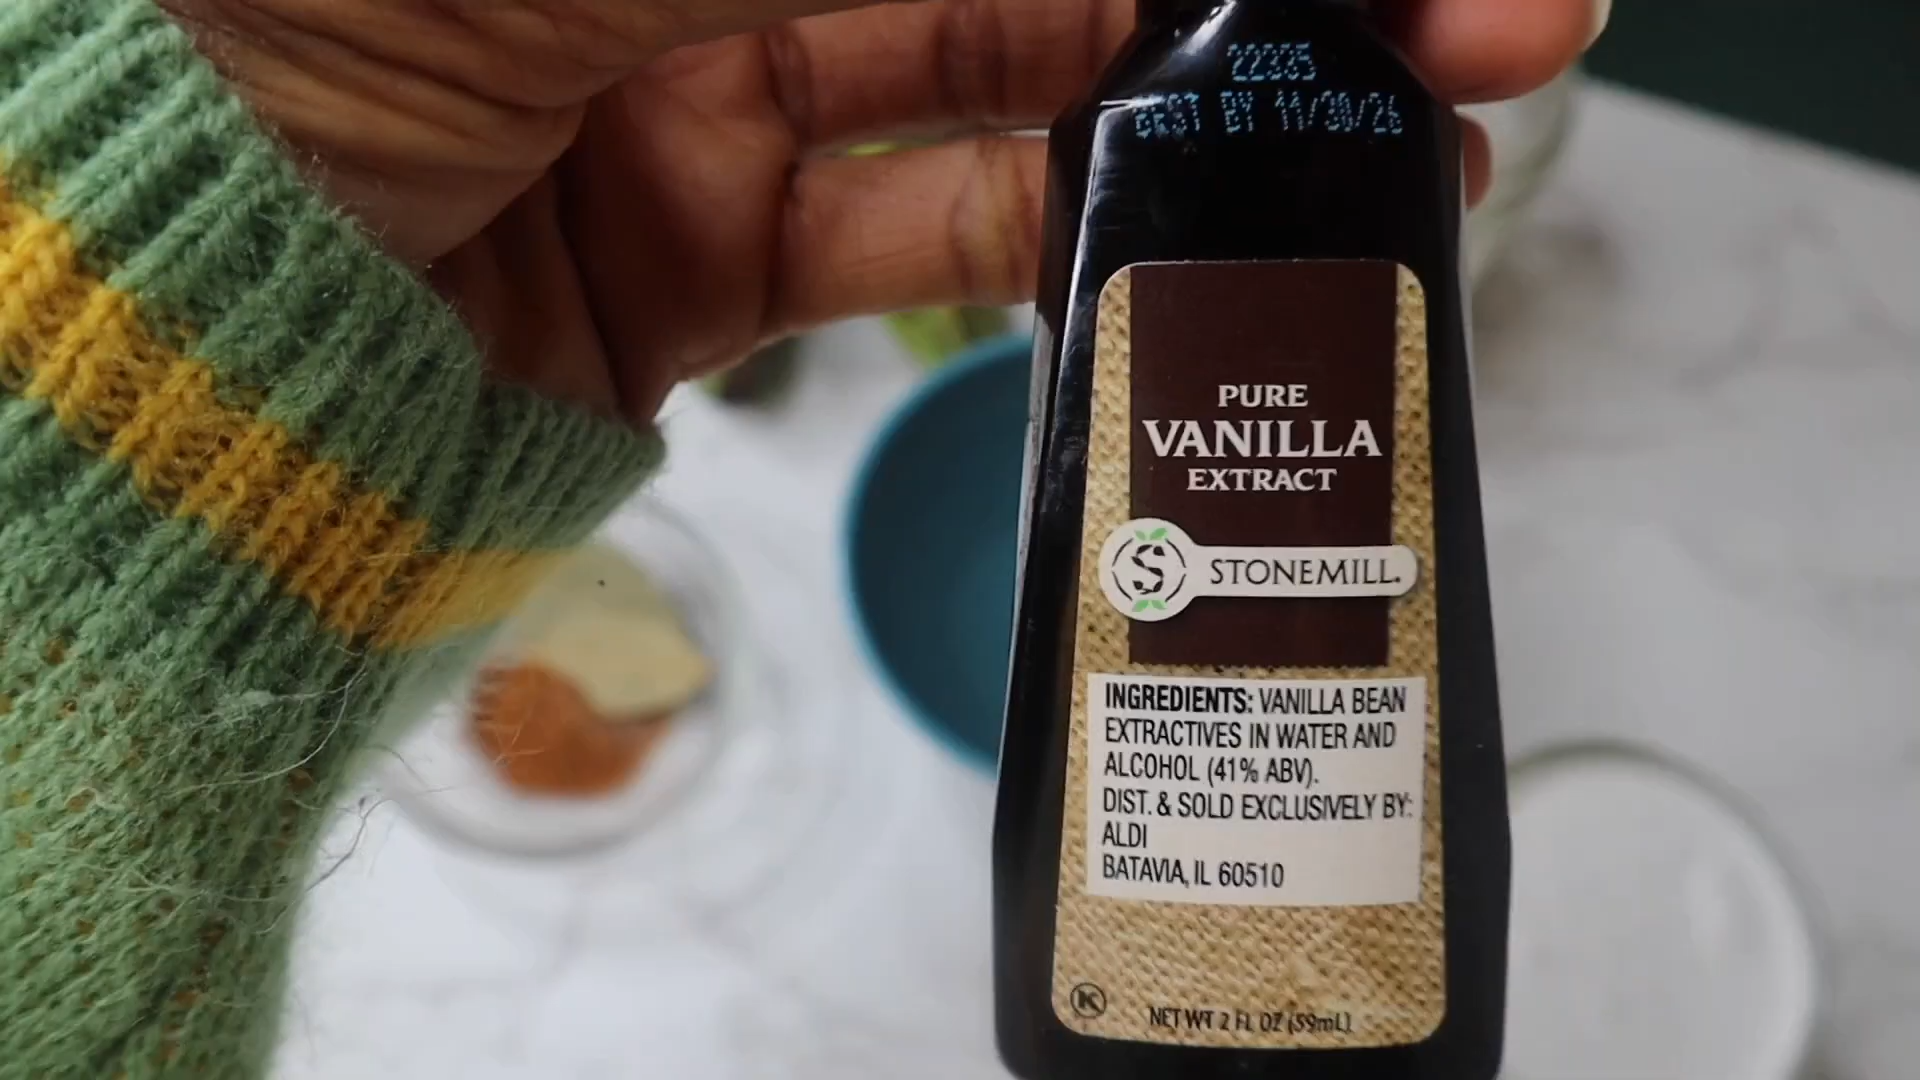 22335
BEST BY 11/30/26
PURE
VANILLA
EXTRACT
STONEMILL.
INGREDIENTS: VANILLA BEAN
EXTRACTIVES IN WATER AND
ALCOHOL (41% ABV).
DIST. & SOLD EXCLUSIVELY BY:
ALDI
BATAVIA, IL 60510
K
NET WT 2 FL OZ (59mL)